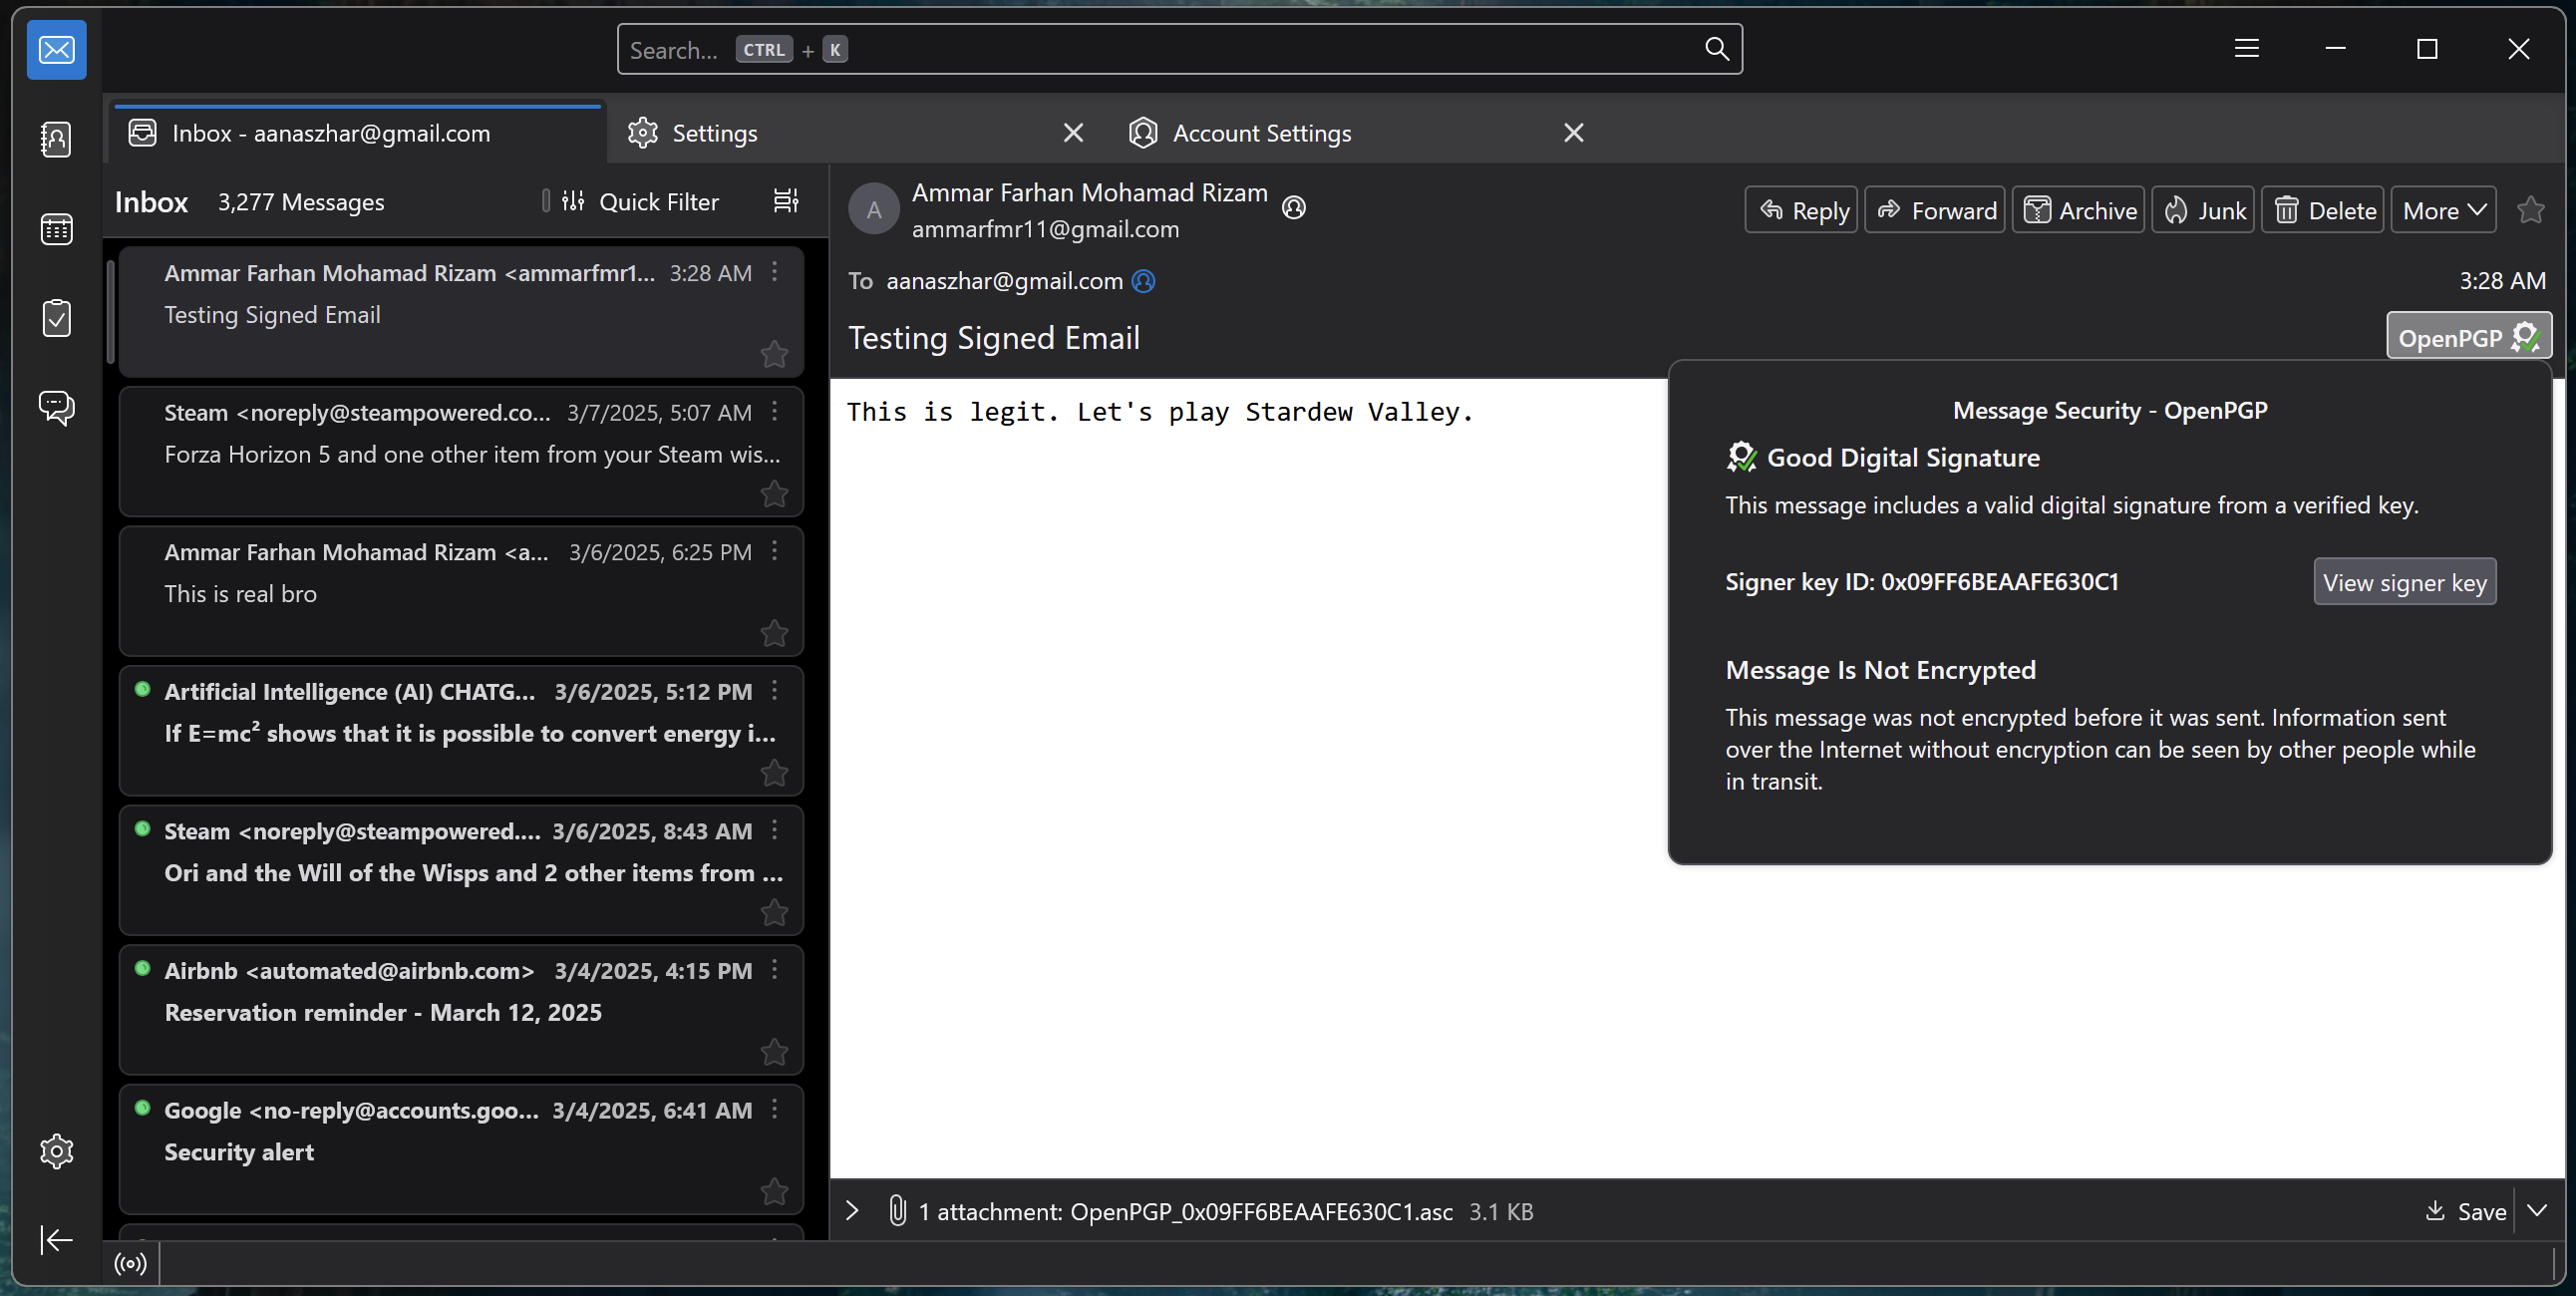 Search... CTRL + K
Inbox - aanaszhar@gmail.com
Settings
Account Settings
Inbox 3,277 Messages Quick Filter
Ammar Farhan Mohamad Rizam <ammarfmr1... 3:28 AM
Testing Signed Email
Steam <noreply@steampowered.co... 3/7/2025, 5:07 AM
Forza Horizon 5 and one other item from your Steam wis...
Ammar Farhan Mohamad Rizam <a... 3/6/2025, 6:25 PM
This is real bro
Artificial Intelligence (AI) CHATG... 3/6/2025, 5:12 PM
If E=mc² shows that it is possible to convert energy i...
Steam <noreply@steampowered.... 3/6/2025, 8:43 AM
Ori and the Will of the Wisps and 2 other items from ...
Airbnb <automated@airbnb.com> 3/4/2025, 4:15 PM
Reservation reminder - March 12, 2025
Google <no-reply@accounts.goo... 3/4/2025, 6:41 AM
Security alert
A
Ammar Farhan Mohamad Rizam
ammarfmr11@gmail.com
Reply Forward Archive Junk Delete More
To aanaszhar@gmail.com
3:28 AM
Testing Signed Email
OpenPGP
This is legit. Let's play Stardew Valley.
Message Security - OpenPGP
Good Digital Signature
This message includes a valid digital signature from a verified key.
Signer key ID: 0x09FF6BEAAFE630C1
View signer key
Message Is Not Encrypted
This message was not encrypted before it was sent. Information sent
over the Internet without encryption can be seen by other people while
in transit.
1 attachment: OpenPGP_0x09FF6BEAAFE630C1.asc 3.1 KB
Save